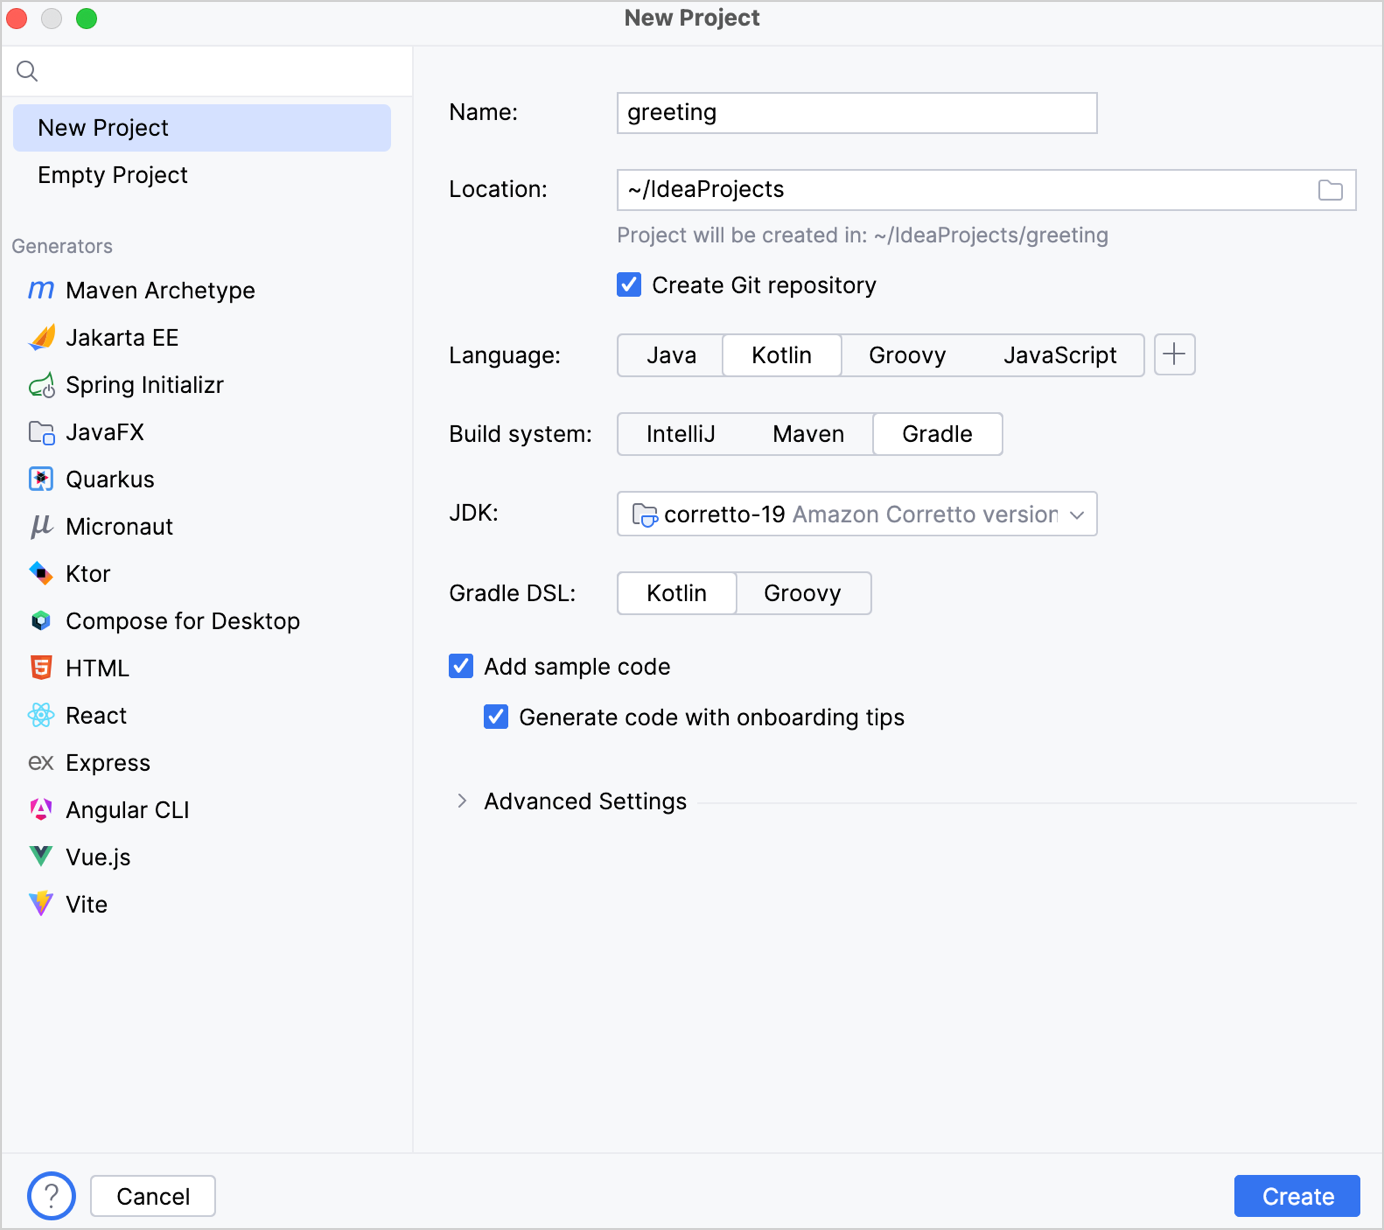 New Project
New Project
Empty Project
Generators
m Maven Archetype
Jakarta EE
Spring Initializr
JavaFX
Quarkus
μ Micronaut
Ktor
Compose for Desktop
5 HTML
React
ex Express
A Angular CLI
Vue.js
Vite
Name: greeting
Location: ~/IdeaProjects
Project will be created in: ~/IdeaProjects/greeting
Create Git repository
Language: Java Kotlin Groovy JavaScript +
Build system: IntelliJ Maven Gradle
JDK: corretto-19 Amazon Corretto version
Gradle DSL: Kotlin Groovy
Add sample code
Generate code with onboarding tips
Advanced Settings
? Cancel Create